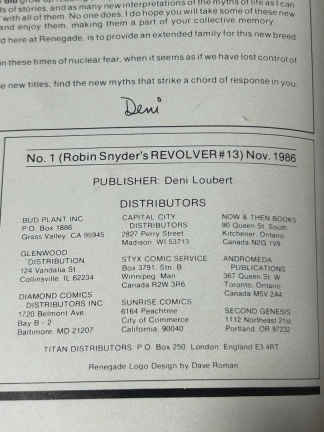 of stories, and as many new interpretations of the myths of life as I can
with all of them. No one does. I do hope you will take some of these new
and enjoy them, making them a part of your collective memory.
d here at Renegade, is to provide an extended family for this new breed
n these times of nuclear fear, when it seems as if we have lost control of
e new titles, find the new myths that strike a chord of response in you.
Deni
No. 1 (Robin Snyder's REVOLVER #13) Nov. 1986
PUBLISHER: Deni Loubert
DISTRIBUTORS
BUD PLANT INC.
P.O. Box 1886
Grass Valley, CA 95945
GLENWOOD
DISTRIBUTION
124 Vandalia St.
Collinsville, IL 62234
DIAMOND COMICS
DISTRIBUTORS INC
1720 Belmont Ave.
Bay B - 2
Baltimore, MD 21207
CAPITAL CITY
DISTRIBUTORS
2827 Perry Street
Madison, WI 53713
STYX COMIC SERVICE
Box 3791, Stn. B
Winnipeg, Man.
Canada R2W 3R6
SUNRISE COMICS
6164 Peachtree
City of Commerce
California, 90040
NOW & THEN BOOKS
90 Queen St. South
Kitchener, Ontario
Canada N2G 1V9
ANDROMEDA
PUBLICATIONS
367 Queen St. W
Toronto, Ontario
Canada M5V 2A4
SECOND GENESIS
1112 Northeast 21st
Portland, OR 97232
TITAN DISTRIBUTORS: P.O. Box 250, London, England E3 4RT
Renegade Logo Design by Dave Roman